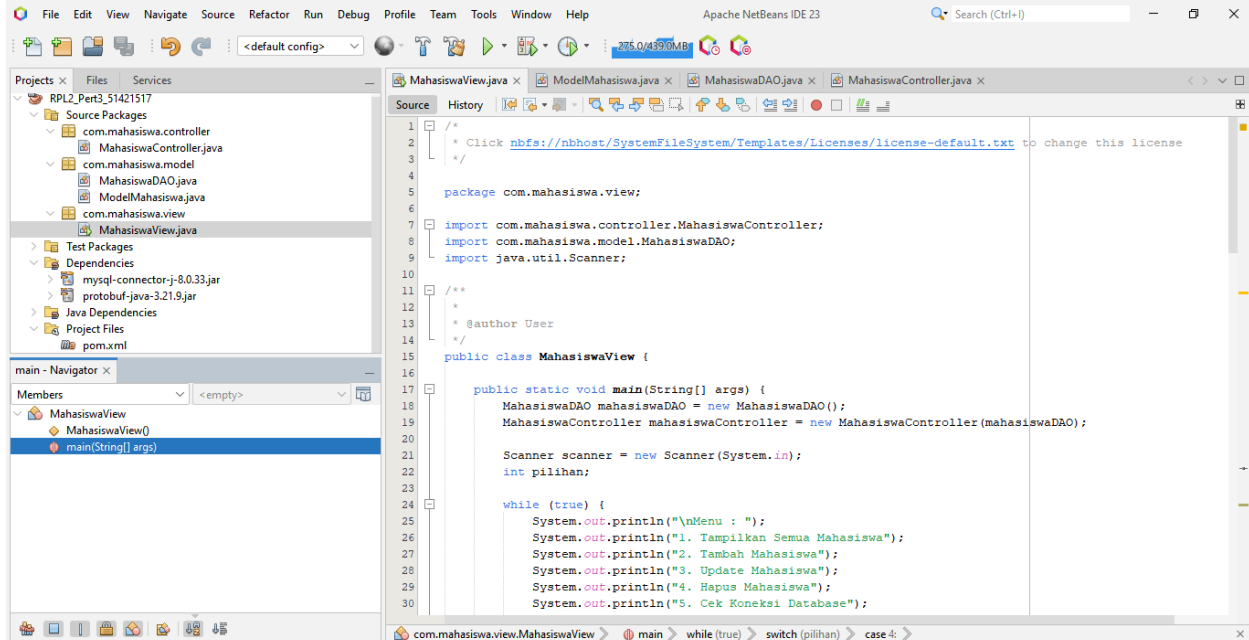 File Edit View Navigate Source Refactor Run Debug Profile Team Tools Window Help Apache NetBeans IDE 23 Search (Ctrl+I)
<default config> 275.0/439.0MB
Projects Files Services
RPL2_Pert3_51421517
Source Packages
com.mahasiswa.controller
MahasiswaController.java
com.mahasiswa.model
MahasiswaDAO.java
ModelMahasiswa.java
com.mahasiswa.view
MahasiswaView.java
Test Packages
Dependencies
mysql-connector-j-8.0.33.jar
protobuf-java-3.21.9.jar
Java Dependencies
Project Files
pom.xml
main - Navigator
Members <empty>
MahasiswaView
MahasiswaView()
main(String[] args)
MahasiswaView.java ModelMahasiswa.java MahasiswaDAO.java MahasiswaController.java
Source History
1 /*
2 * Click nbfs://nbhost/SystemFileSystem/Templates/Licenses/license-default.txt to change this license
3 */
4
5 package com.mahasiswa.view;
6
7 import com.mahasiswa.controller.MahasiswaController;
8 import com.mahasiswa.model.MahasiswaDAO;
9 import java.util.Scanner;
10
11 /**
12 *
13 * @author User
14 */
15 public class MahasiswaView {
16
17 public static void main(String[] args) {
18 MahasiswaDAO mahasiswaDAO = new MahasiswaDAO();
19 MahasiswaController mahasiswaController = new MahasiswaController(mahasiswaDAO);
20
21 Scanner scanner = new Scanner(System.in);
22 int pilihan;
23
24 while (true) {
25 System.out.println("\nMenu : ");
26 System.out.println("1. Tampilkan Semua Mahasiswa");
27 System.out.println("2. Tambah Mahasiswa");
28 System.out.println("3. Update Mahasiswa");
29 System.out.println("4. Hapus Mahasiswa");
30 System.out.println("5. Cek Koneksi Database");
com.mahasiswa.view.MahasiswaView main while (true) switch (pilihan) case 4: